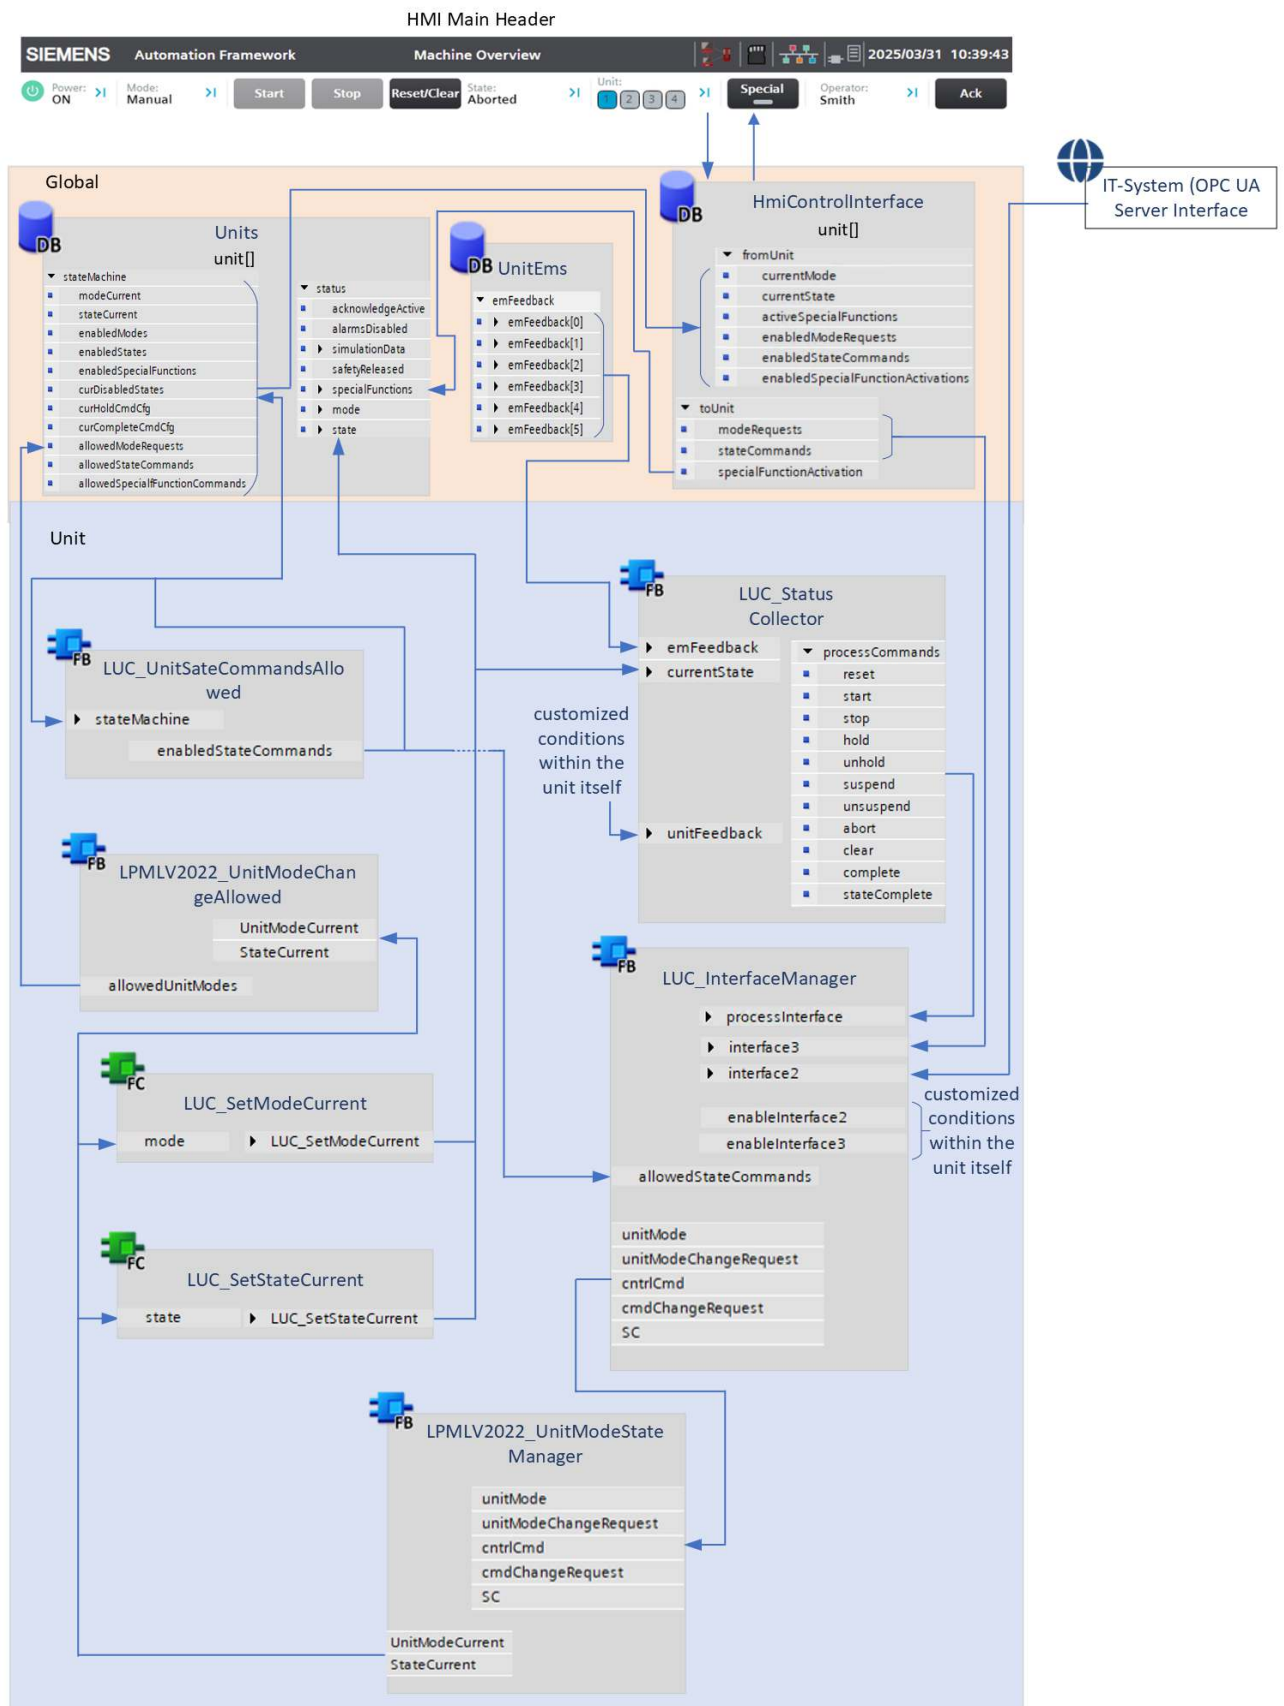 HMI Main Header
SIEMENS Automation Framework Machine Overview 2025/03/31 10:39:43
Power: ON Mode: Manual Start Stop Reset/Clear State: Aborted Unit: 1 2 3 4 Special Operator: Smith Ack
IT-System (OPC UA
Server Interface
Global
DB
Units
unit[]
stateMachine
modeCurrent
stateCurrent
enabledModes
enabledStates
enabledSpecialFunctions
curDisabledStates
curHoldCmdCfg
curCompleteCmdCfg
allowedModeRequests
allowedStateCommands
allowedSpecialfFunctionCommands
status
acknowledgeActive
alarmsDisabled
simulationData
safetyReleased
specialFunctions
mode
state
DB
UnitEms
emFeedback
emFeedback[0]
emFeedback[1]
emFeedback[2]
emFeedback[3]
emFeedback[4]
emFeedback[5]
DB
HmiControlInterface
unit[]
fromUnit
currentMode
currentState
activeSpecialFunctions
enabledModeRequests
enabledStateCommands
enabledSpecialFunctionActivations
toUnit
modeRequests
stateCommands
specialFunctionActivation
Unit
FB
LUC_UnitSateCommandsAllo
wed
stateMachine
enabledStateCommands
FB
LUC_Status
Collector
emFeedback
currentState
unitFeedback
processCommands
reset
start
stop
hold
unhold
suspend
unsuspend
abort
clear
complete
stateComplete
customized
conditions
within the
unit itself
FB
LPMLV2022_UnitModeChan
geAllowed
UnitModeCurrent
StateCurrent
allowedUnitModes
FB
LUC_InterfaceManager
processInterface
interface3
interface2
enableInterface2
enableInterface3
allowedStateCommands
unitMode
unitModeChangeRequest
cntrlCmd
cmdChangeRequest
SC
customized
conditions
within the
unit itself
FC
LUC_SetModeCurrent
mode LUC_SetModeCurrent
FC
LUC_SetStateCurrent
state LUC_SetStateCurrent
FB
LPMLV2022_UnitModeState
Manager
unitMode
unitModeChangeRequest
cntrlCmd
cmdChangeRequest
SC
UnitModeCurrent
StateCurrent